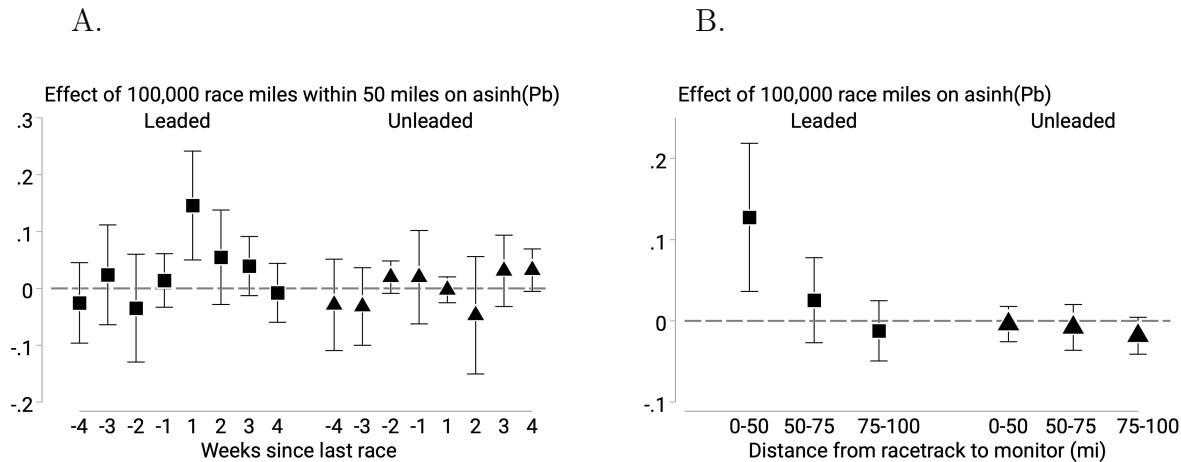 A.
Effect of 100,000 race miles within 50 miles on asinh(Pb)
Leaded Unleaded
.3
.2
.1
0
-.1
-.2
-4 -3 -2 -1 1 2 3 4 -4 -3 -2 -1 1 2 3 4
Weeks since last race
B.
Effect of 100,000 race miles on asinh(Pb)
Leaded Unleaded
.2
.1
0
-.1
0-50 50-75 75-100 0-50 50-75 75-100
Distance from racetrack to monitor (mi)